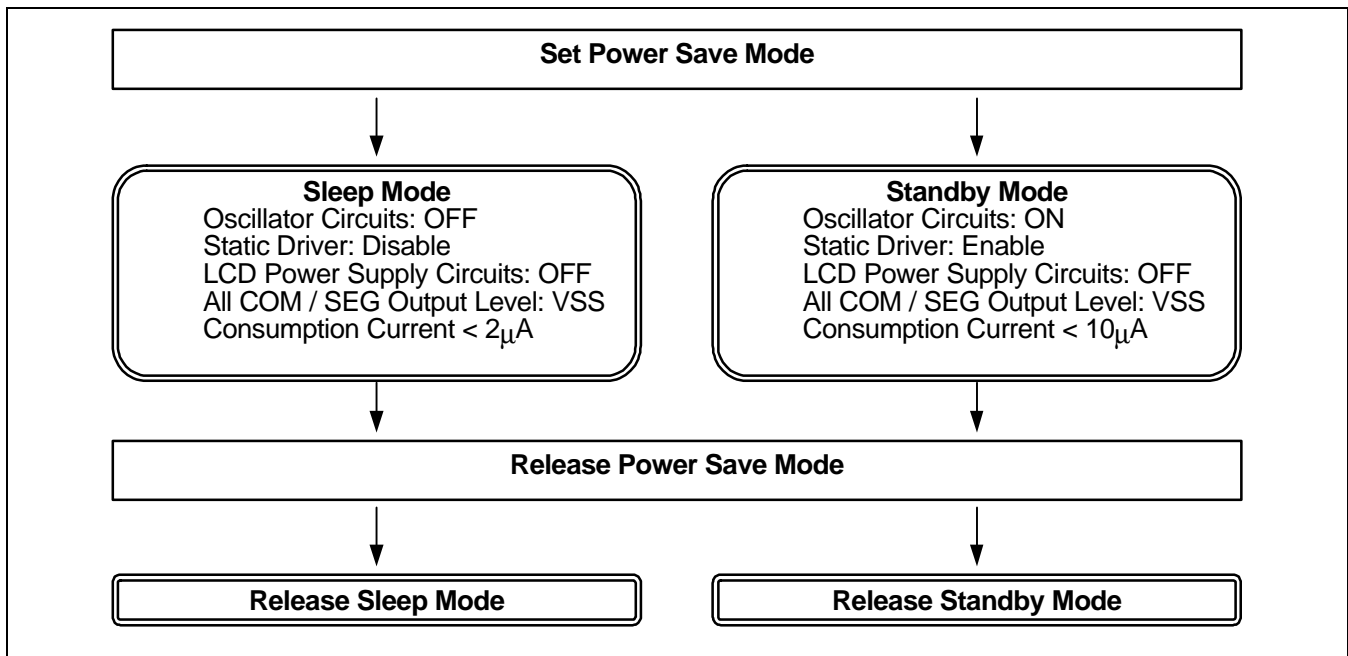 Set Power Save Mode
Sleep Mode
Oscillator Circuits: OFF
Static Driver: Disable
LCD Power Supply Circuits: OFF
All COM / SEG Output Level: VSS
Consumption Current < 2μA
Standby Mode
Oscillator Circuits: ON
Static Driver: Enable
LCD Power Supply Circuits: OFF
All COM / SEG Output Level: VSS
Consumption Current < 10μA
Release Power Save Mode
Release Sleep Mode
Release Standby Mode